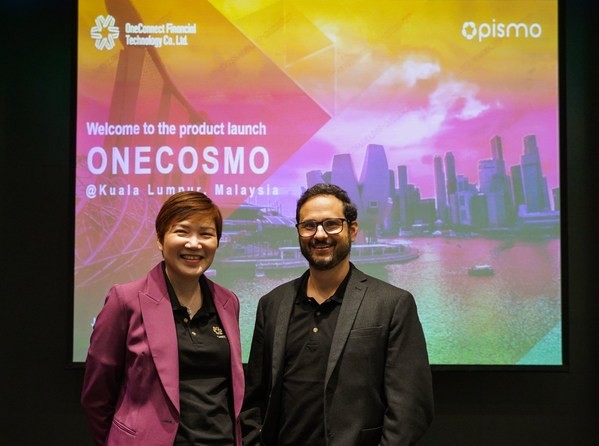 OneConnect Financial
Technology Co., Ltd.
pismo
Welcome to the product launch
ONECOSMO
@Kuala Lumpur, Malaysia